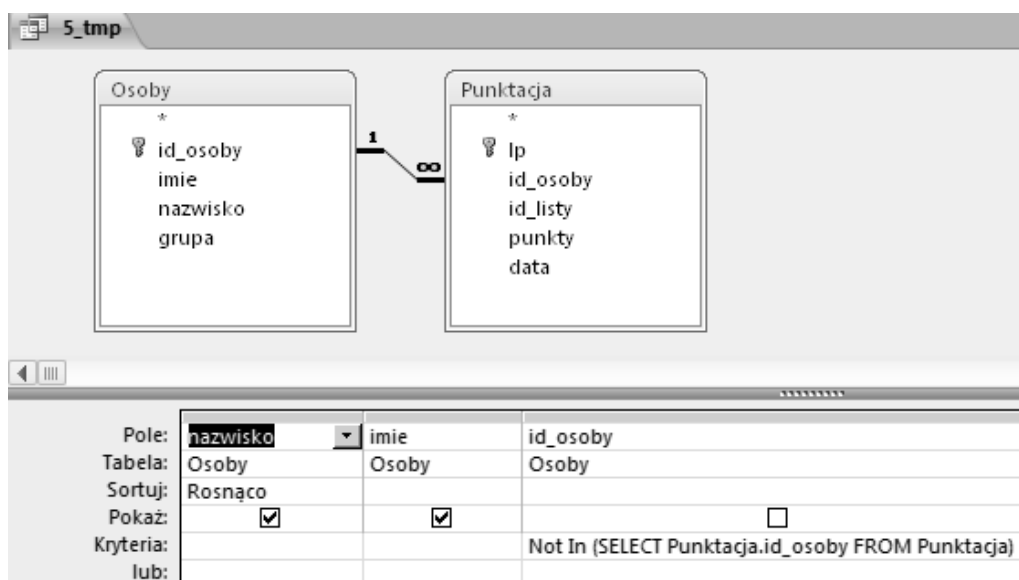 5_tmp
Osoby
*
id_osoby
imie
nazwisko
grupa
1
∞
Punktacja
*
lp
id_osoby
id_listy
punkty
data
Pole: nazwisko imie id_osoby
Tabela: Osoby Osoby Osoby
Sortuj: Rosnąco
Pokaż:
Kryteria: Not In (SELECT Punktacja.id_osoby FROM Punktacja)
lub: